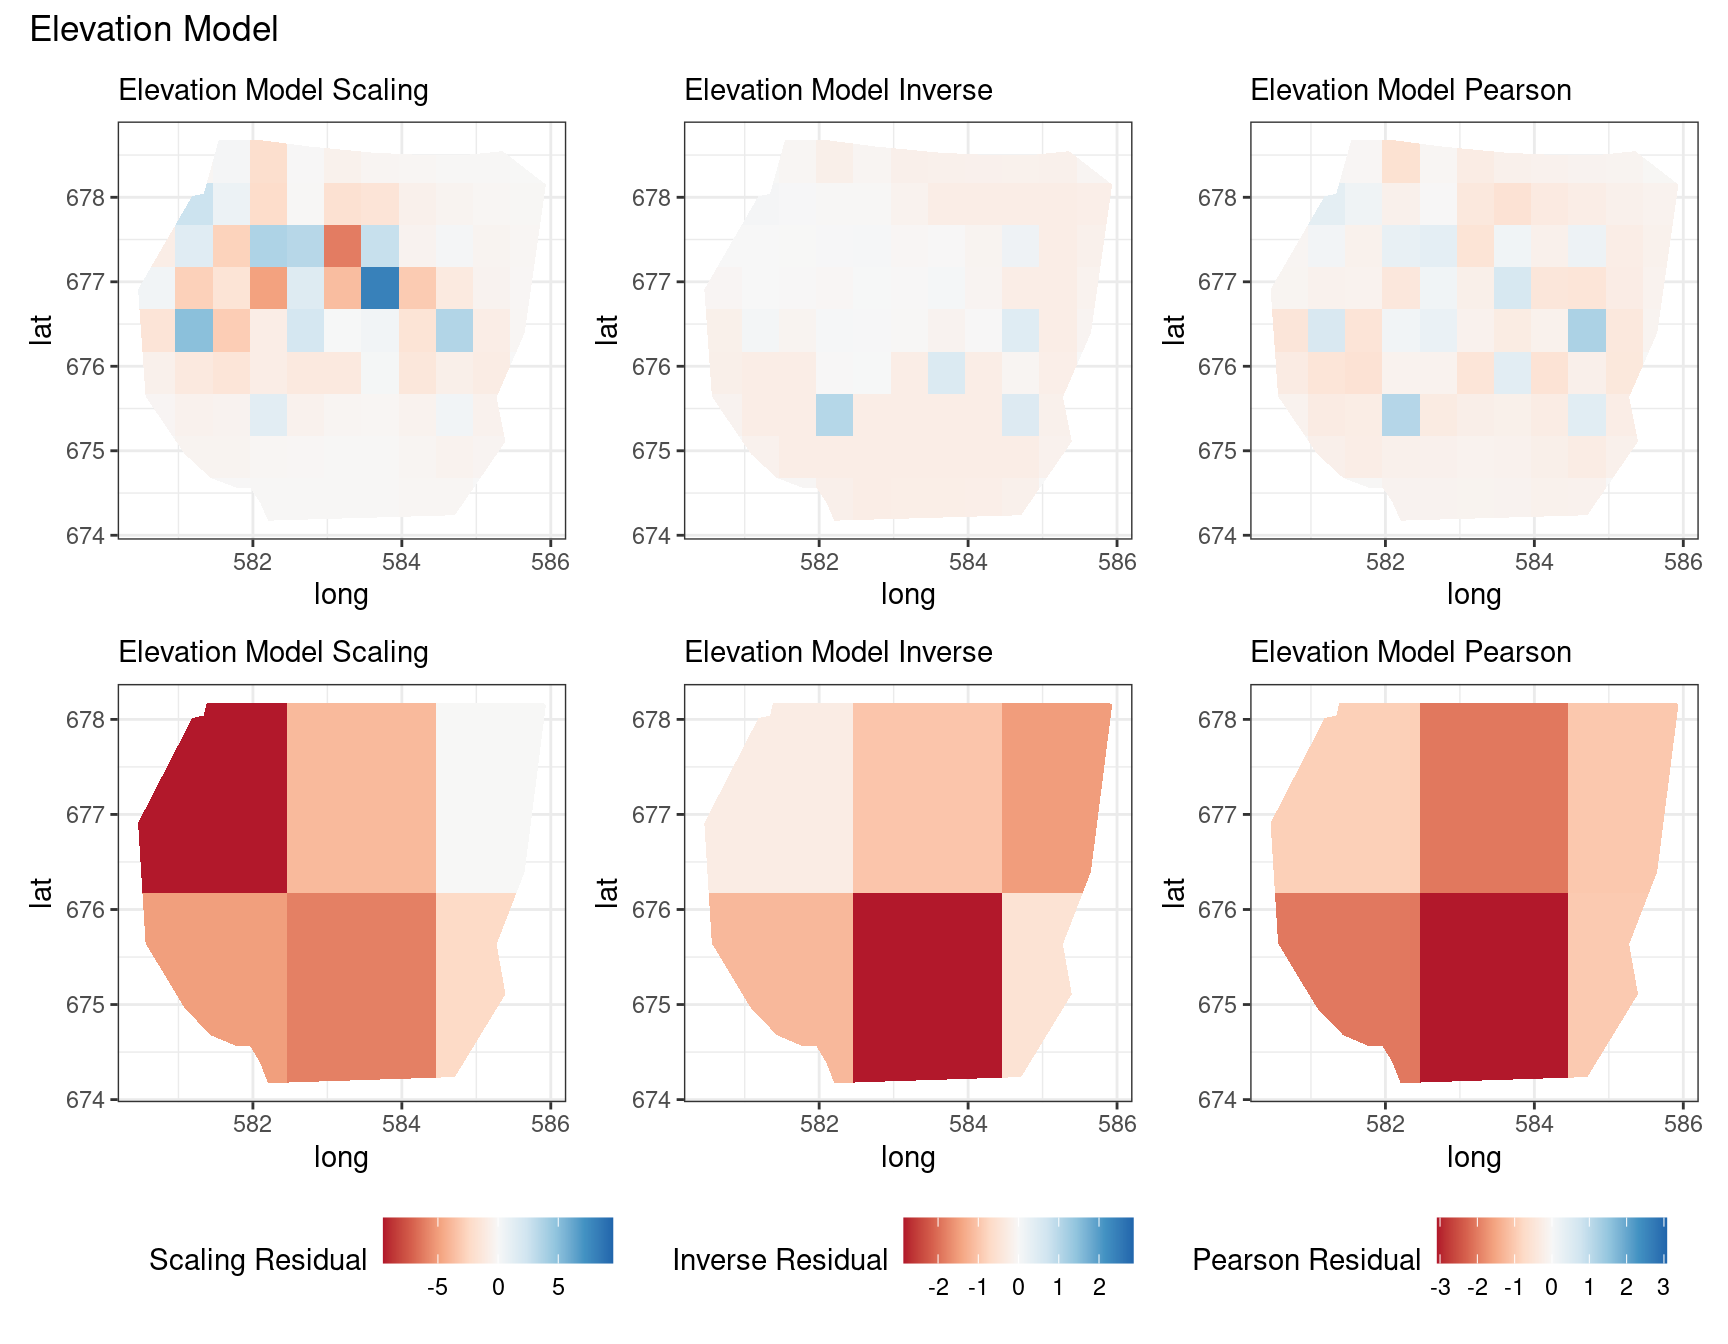 Elevation Model
Elevation Model Scaling
Elevation Model Inverse
Elevation Model Pearson
678
677
676
675
674
lat
582
584
586
long
678
677
676
675
674
lat
582
584
586
long
678
677
676
675
674
lat
582
584
586
long
Elevation Model Scaling
Elevation Model Inverse
Elevation Model Pearson
678
677
676
675
674
lat
582
584
586
long
678
677
676
675
674
lat
582
584
586
long
678
677
676
675
674
lat
582
584
586
long
Scaling Residual
-5 0 5
Inverse Residual
-2 -1 0 1 2
Pearson Residual
-3 -2 -1 0 1 2 3